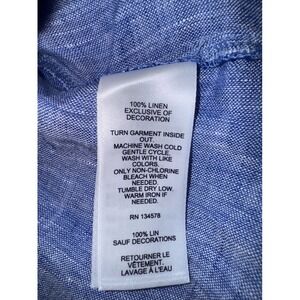 100% LINEN
EXCLUSIVE OF
DECORATION
TURN GARMENT INSIDE
OUT.
MACHINE WASH COLD
GENTLE CYCLE.
WASH WITH LIKE
COLORS.
ONLY NON-CHLORINE
BLEACH WHEN
NEEDED.
TUMBLE DRY LOW.
WARM IRON IF
NEEDED.
RN 134578
100% LIN
SAUF DECORATIONS
RETOURNER LE
VÊTEMENT.
LAVAGE À L'EAU